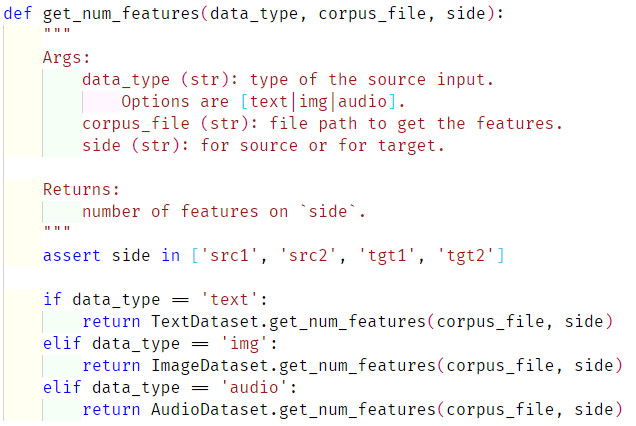 def get_num_features(data_type, corpus_file, side):
    """
    Args:
        data_type (str): type of the source input.
            Options are [text|img|audio].
        corpus_file (str): file path to get the features.
        side (str): for source or for target.

    Returns:
        number of features on `side`.
    """
    assert side in ['src1', 'src2', 'tgt1', 'tgt2']

    if data_type == 'text':
        return TextDataset.get_num_features(corpus_file, side)
    elif data_type == 'img':
        return ImageDataset.get_num_features(corpus_file, side)
    elif data_type == 'audio':
        return AudioDataset.get_num_features(corpus_file, side)